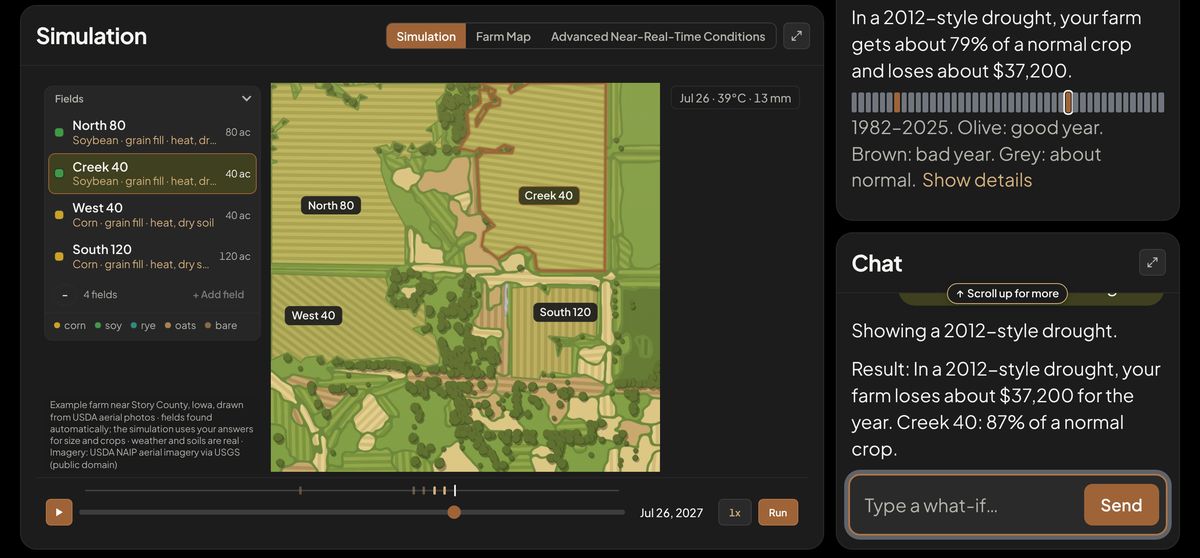 Simulation
Simulation Farm Map Advanced Near-Real-Time Conditions
Fields
North 80
Soybean · grain fill · heat, dr... 80 ac
Creek 40
Soybean · grain fill · heat, dr... 40 ac
West 40
Corn · grain fill · heat, dry soil 40 ac
South 120
Corn · grain fill · heat, dry s... 120 ac
- 4 fields + Add field
corn soy rye oats bare
Example farm near Story County, Iowa, drawn
from USDA aerial photos · fields found
automatically; the simulation uses your answers
for size and crops · weather and soils are real ·
Imagery: USDA NAIP aerial imagery via USGS
(public domain)
North 80
Creek 40
West 40
South 120
Jul 26 · 39°C · 13 mm
Jul 26, 2027 1x Run
In a 2012-style drought, your farm
gets about 79% of a normal crop
and loses about $37,200.
1982–2025. Olive: good year.
Brown: bad year. Grey: about
normal. Show details
Chat
↑ Scroll up for more
Showing a 2012-style drought.
Result: In a 2012-style drought, your
farm loses about $37,200 for the
year. Creek 40: 87% of a normal
crop.
Type a what-if... Send